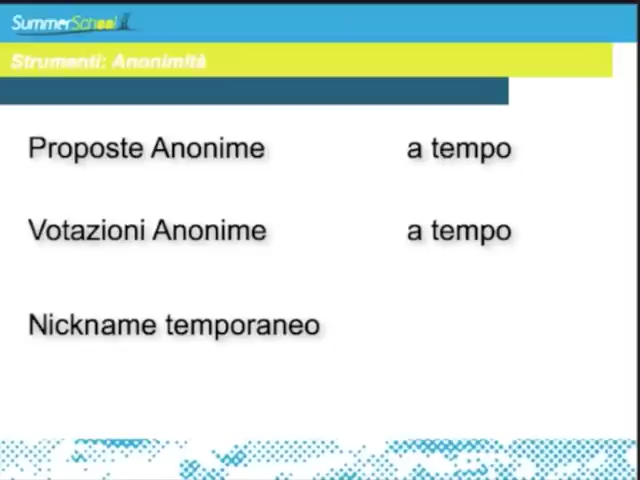 SummerSchool
Strumenti: Anonimità
Proposte Anonime a tempo
Votazioni Anonime a tempo
Nickname temporaneo